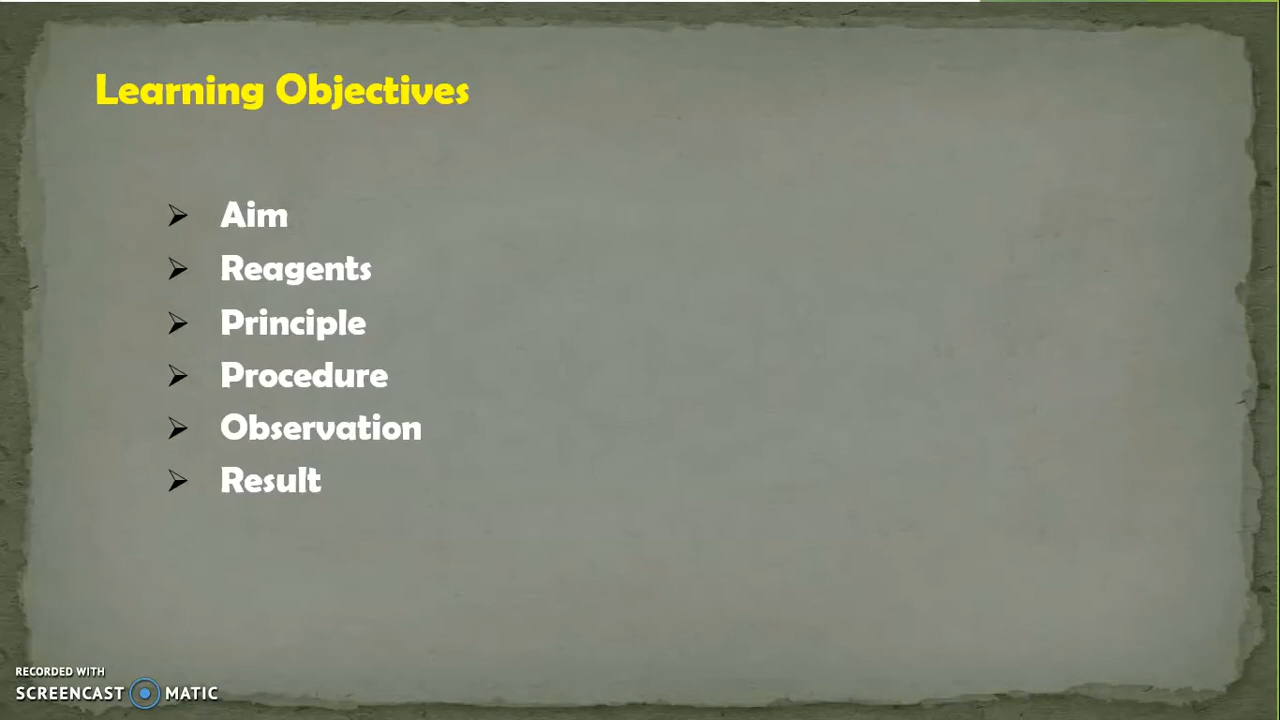 Learning Objectives
Aim
Reagents
Principle
Procedure
Observation
Result
RECORDED WITH
SCREENCAST MATIC